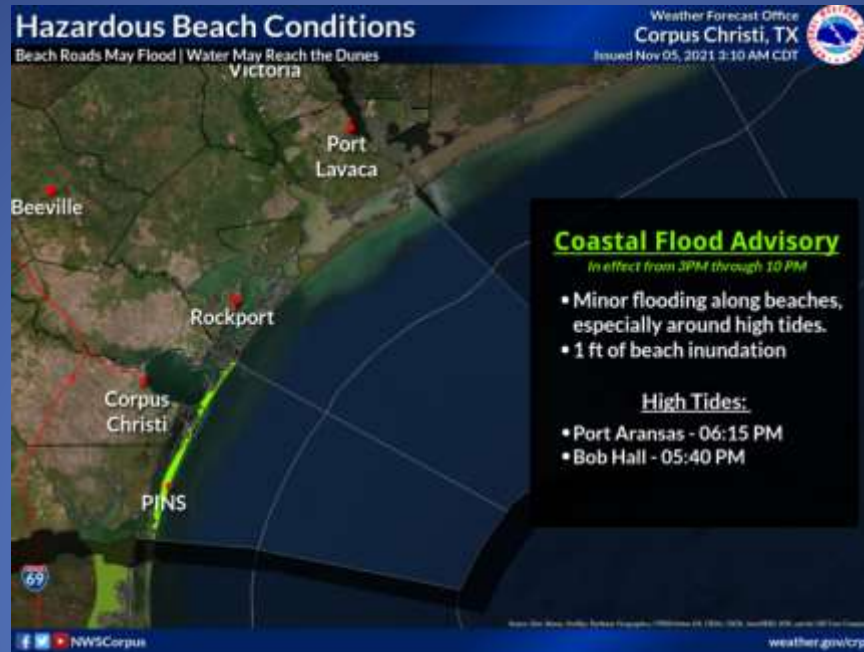 Hazardous Beach Conditions
Beach Roads May Flood | Water May Reach the Dunes
Weather Forecast Office
Corpus Christi, TX
Issued Nov 05, 2021 3:10 AM CDT
Victoria
Port
Lavaca
Beeville
Rockport
Corpus
Christi
PINS
69
Coastal Flood Advisory
In effect from 3PM through 10 PM
• Minor flooding along beaches,
especially around high tides.
• 1 ft of beach inundation
High Tides:
• Port Aransas - 06:15 PM
• Bob Hall - 05:40 PM
NWSCorpus
weather.gov/crp